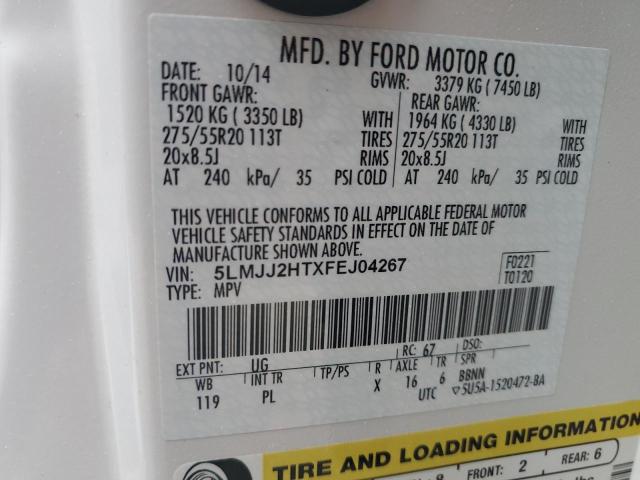 MFD. BY FORD MOTOR CO.
DATE: 10/14 GVWR: 3379 KG (7450 LB)
FRONT GAWR: REAR GAWR:
1520 KG (3350 LB) WITH 1964 KG (4330 LB) WITH
275/55R20 113T TIRES 275/55R20 113T TIRES
20x8.5J RIMS 20x8.5J RIMS
AT 240 kPa/ 35 PSI COLD AT 240 kPa/ 35 PSI COLD
THIS VEHICLE CONFORMS TO ALL APPLICABLE FEDERAL MOTOR
VEHICLE SAFETY STANDARDS IN EFFECT ON THE DATE OF
MANUFACTURE SHOWN ABOVE.
VIN: 5LMJJ2HTXFEJ04267 F0221
TYPE: MPV T0120
EXT PNT: UG RC: 67 DSO:
WB INT TR TP/PS R AXLE TR SPR
119 PL X 16 6 BBNN
UTC ▽5U5A-1520472-BA
TIRE AND LOADING INFORMATION
FRONT: 2 REAR: 6